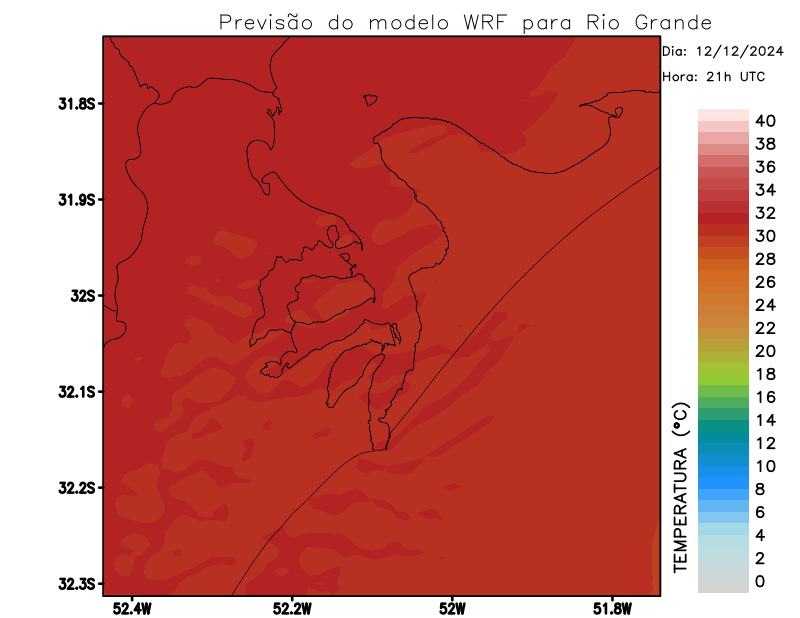 Previsão do modelo WRF para Rio Grande
Dia: 12/12/2024
Hora: 21h UTC
31.8S
31.9S
32S
32.1S
32.2S
32.3S
52.4W
52.2W
52W
51.8W
TEMPERATURA (°C)
40
38
36
34
32
30
28
26
24
22
20
18
16
14
12
10
8
6
4
2
0